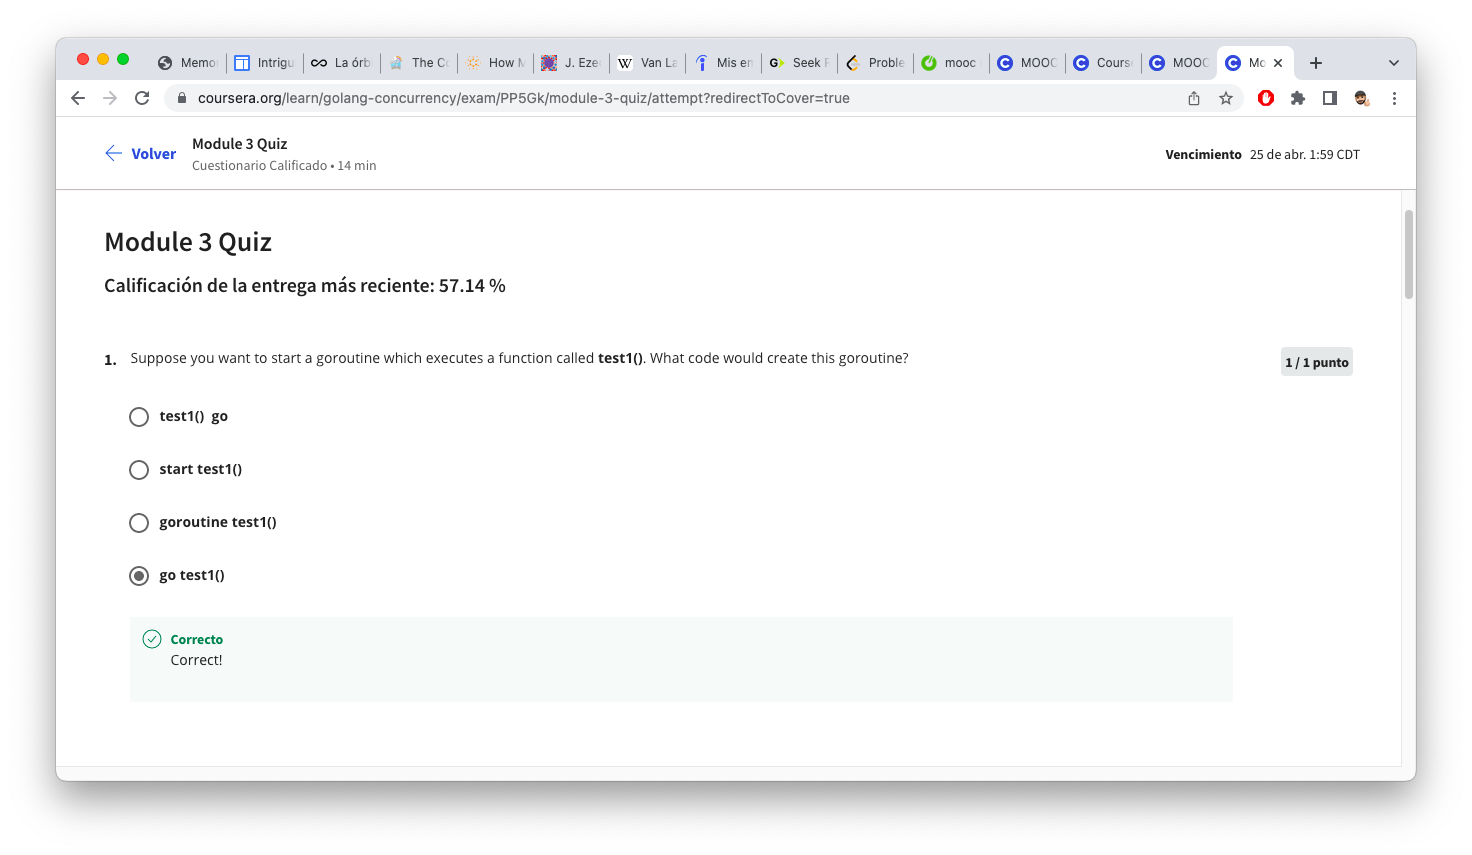 Memo
Intrigu
La órb
The Co
How M
J. Ezec
Van La
Mis en
Seek
Proble
mooc
MOOC
Cours
MOOC
Mo
coursera.org/learn/golang-concurrency/exam/PP5Gk/module-3-quiz/attempt?redirectToCover=true
Volver
Module 3 Quiz
Cuestionario Calificado • 14 min
Vencimiento 25 de abr. 1:59 CDT
Module 3 Quiz
Calificación de la entrega más reciente: 57.14 %
1. Suppose you want to start a goroutine which executes a function called test1(). What code would create this goroutine?
1 / 1 punto
test1()  go
start test1()
goroutine test1()
go test1()
Correcto
Correct!